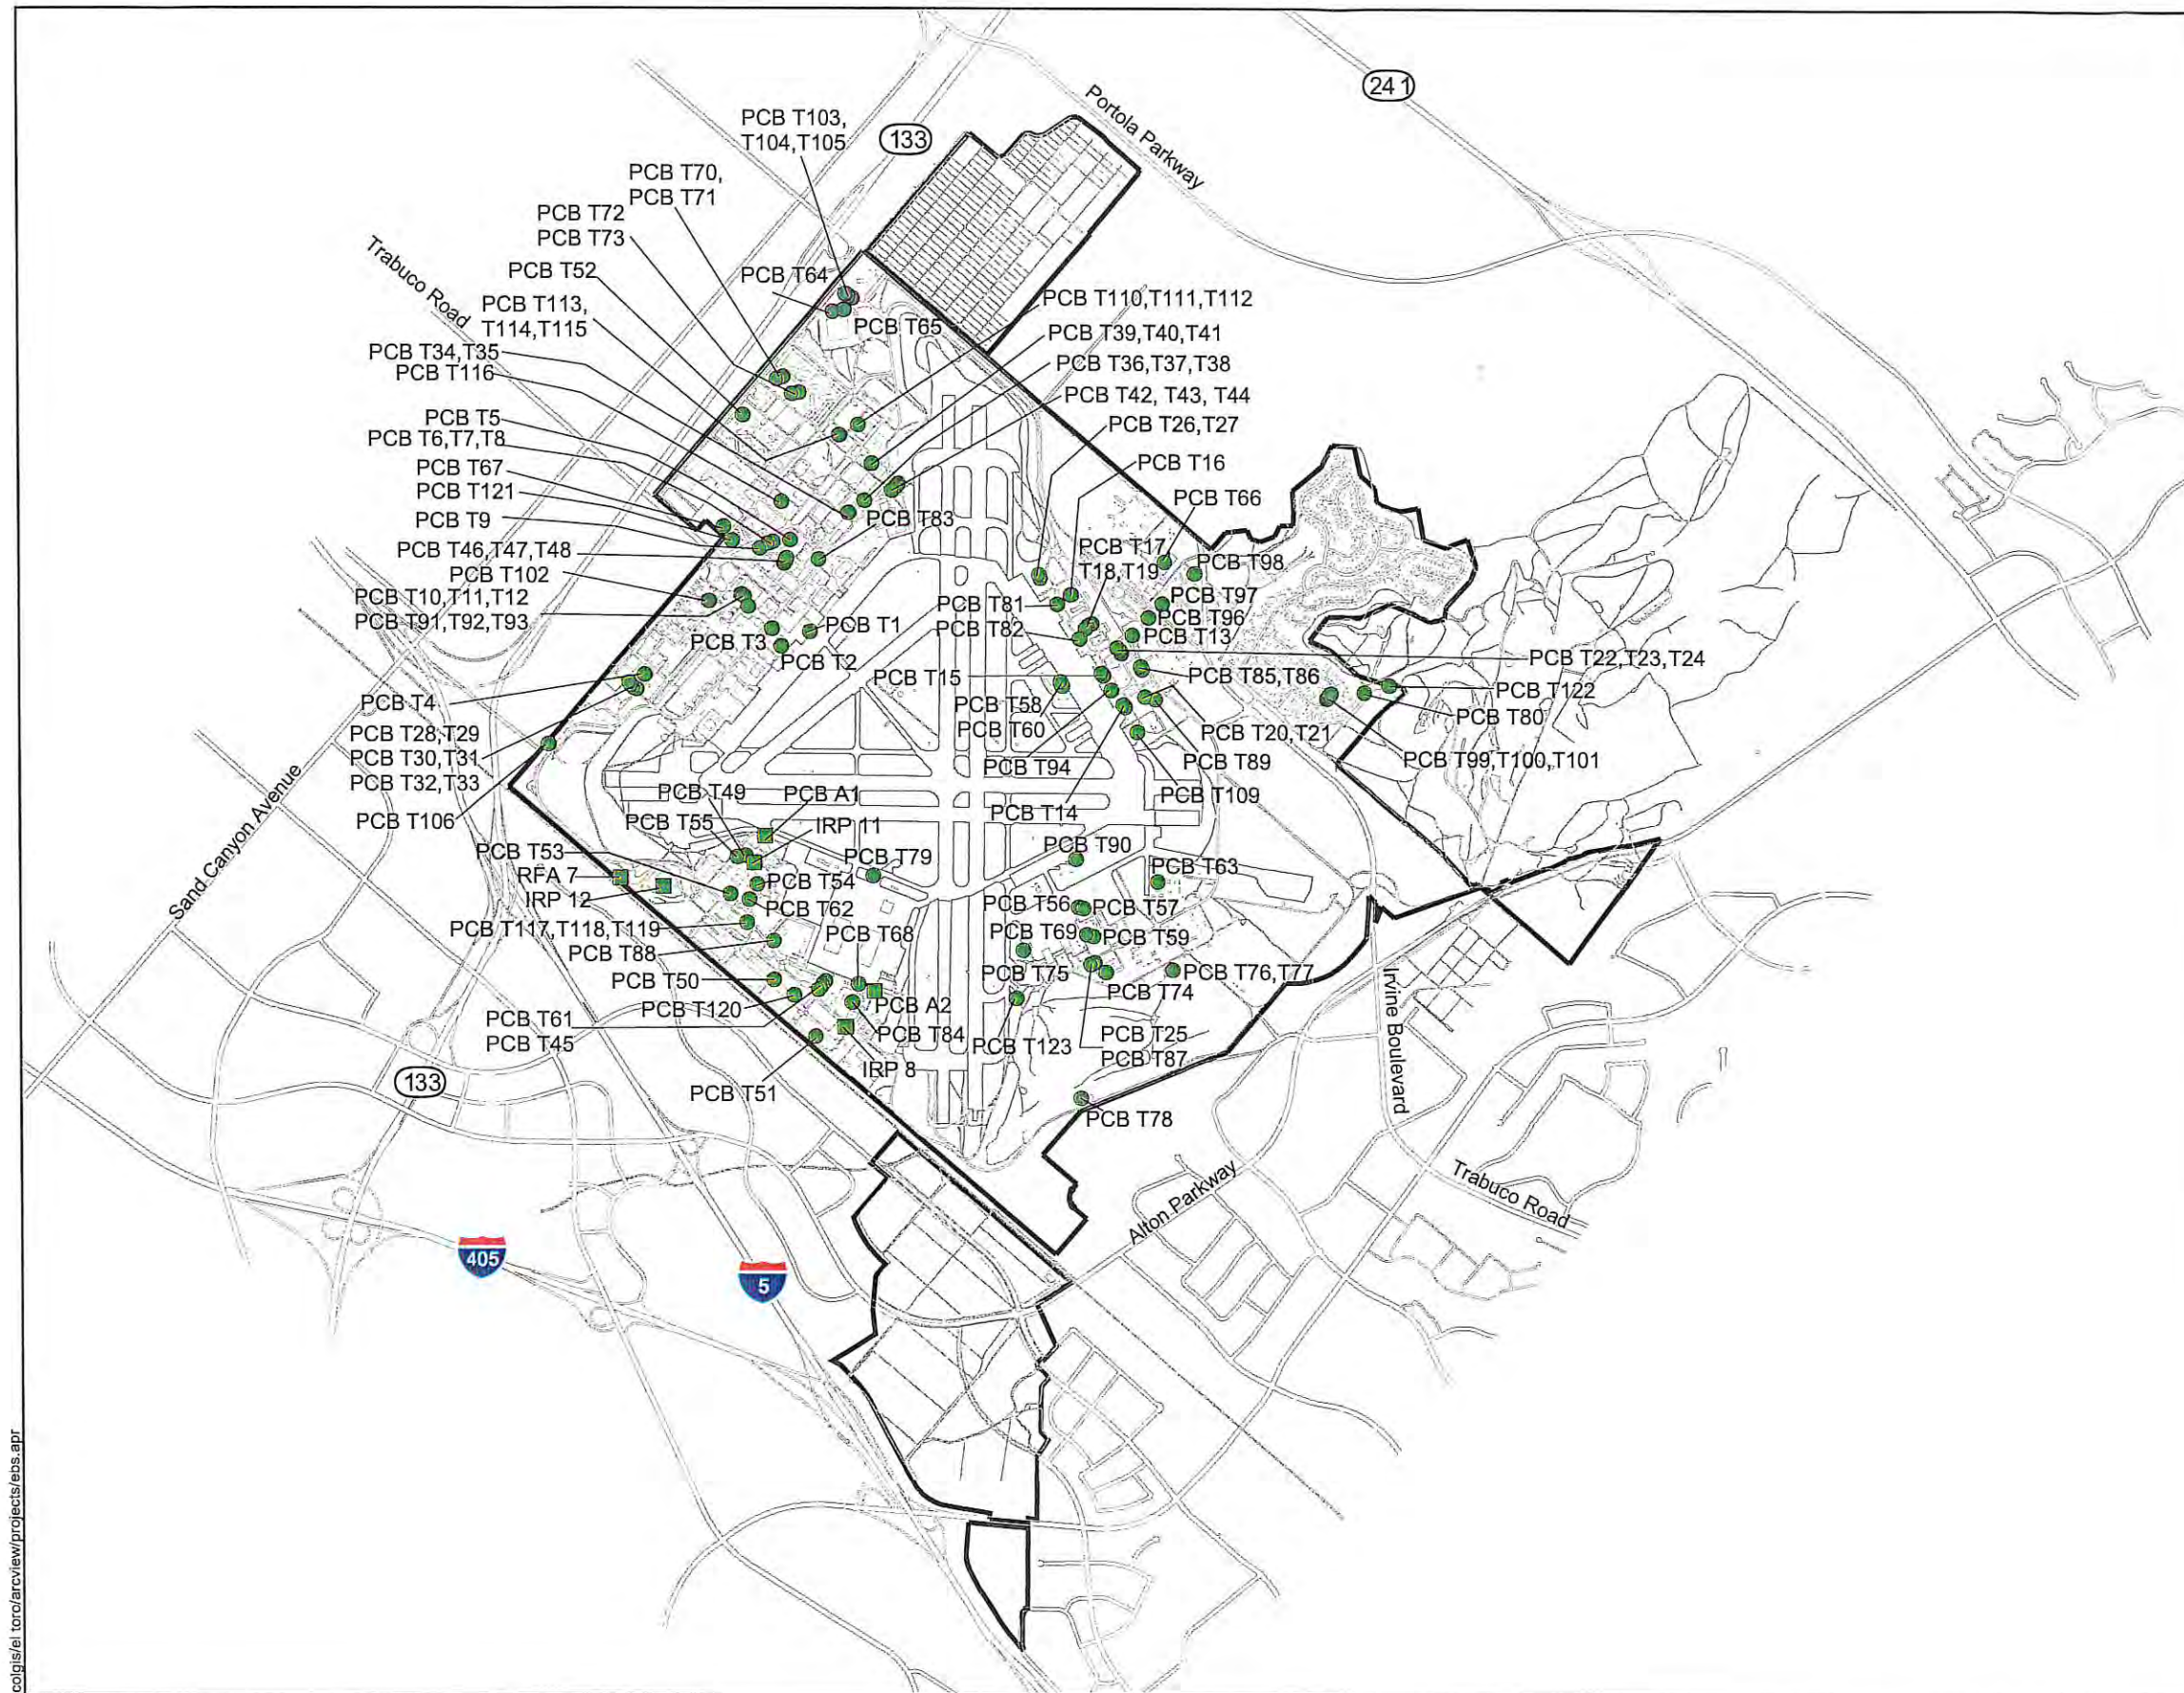 241
Portola Parkway
PCB T103,
T104,T105
133
PCB T70,
PCB T71
PCB T72
PCB T73
Trabuco Road
PCB T52
PCB T64
PCB T113,
T114,T115
PCB T65
PCB T110,T111,T112
PCB T39,T40,T41
PCB T34,T35
PCB T116
PCB T36,T37,T38
PCB T42, T43, T44
PCB T5
PCB T26,T27
PCB T6,T7,T8
PCB T67
PCB T16
PCB T121
PCB T66
PCB T9
PCB T83
PCB T46,T47,T48
PCB T17
T18,T19
PCB T98
PCB T102
PCB T10,T11,T12
PCB T91,T92,T93
PCB T81
PCB T97
PCB T96
PCB T82
PCB T13
PCB T3
PCB T1
PCB T2
PCB T22,T23,T24
PCB T15
PCB T85,T86
PCB T122
PCB T4
PCB T58
PCB T60
PCB T80
PCB T28,T29
PCB T30,T31
PCB T32,T33
PCB T20,T21
PCB T94
PCB T89
PCB T99,T100,T101
PCB T109
Sand Canyon Avenue
PCB T106
PCB T49
PCB A1
PCB T14
PCB T55
IRP 11
PCB T53
PCB T79
PCB T90
PCB T63
RFA 7
PCB T54
IRP 12
PCB T62
PCB T56
PCB T57
PCB T117,T118,T119
PCB T68
PCB T69
PCB T59
PCB T88
PCB T50
PCB T75
PCB T76,T77
PCB T120
PCB A2
PCB T74
PCB T61
PCB T45
PCB T84
PCB T123
PCB T25
PCB T87
IRP 8
PCB T51
PCB T78
133
Irvine Boulevard
Trabuco Road
Alton Parkway
405
5
colgis/el toro/arcview/projects/ebs.apr